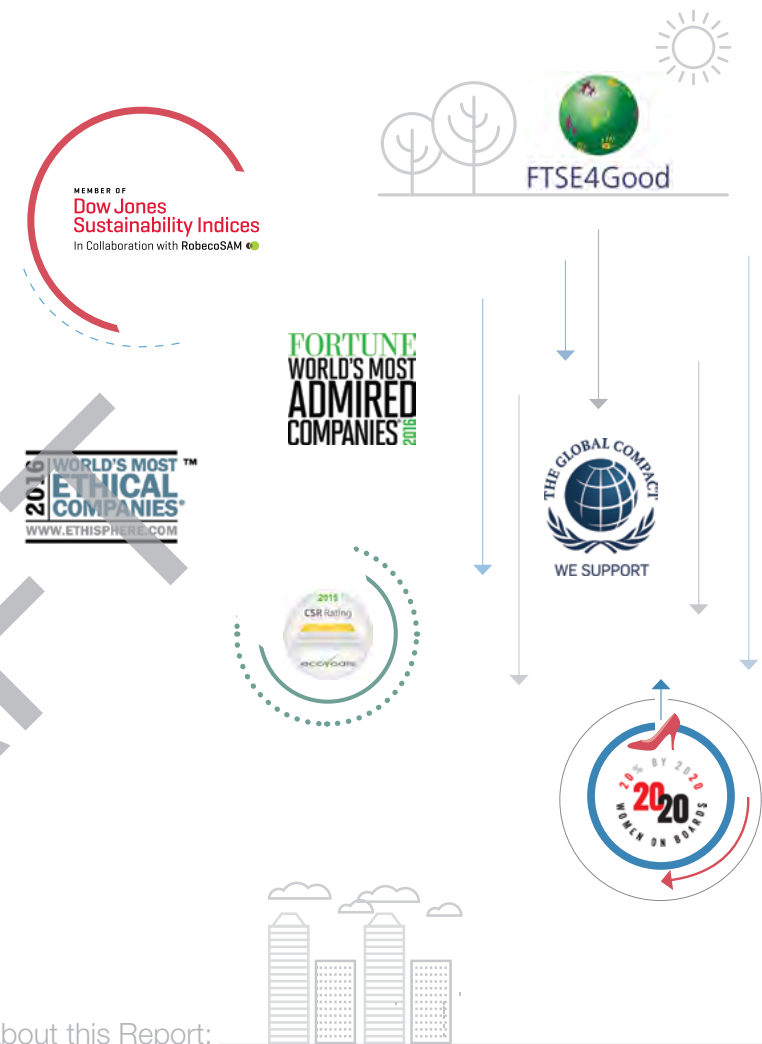 FTSE4Good
MEMBER OF
Dow Jones
Sustainability Indices
In Collaboration with RobecoSAM
FORTUNE
WORLD'S MOST
ADMIRED
COMPANIES® 2016
THE GLOBAL COMPACT
WE SUPPORT
2016 WORLD'S MOST ™
ETHICAL
COMPANIES®
WWW.ETHISPHERE.COM
CSR Rating
ecovadis
20% BY 2020
2020
WOMEN ON BOARDS
bout this Report: